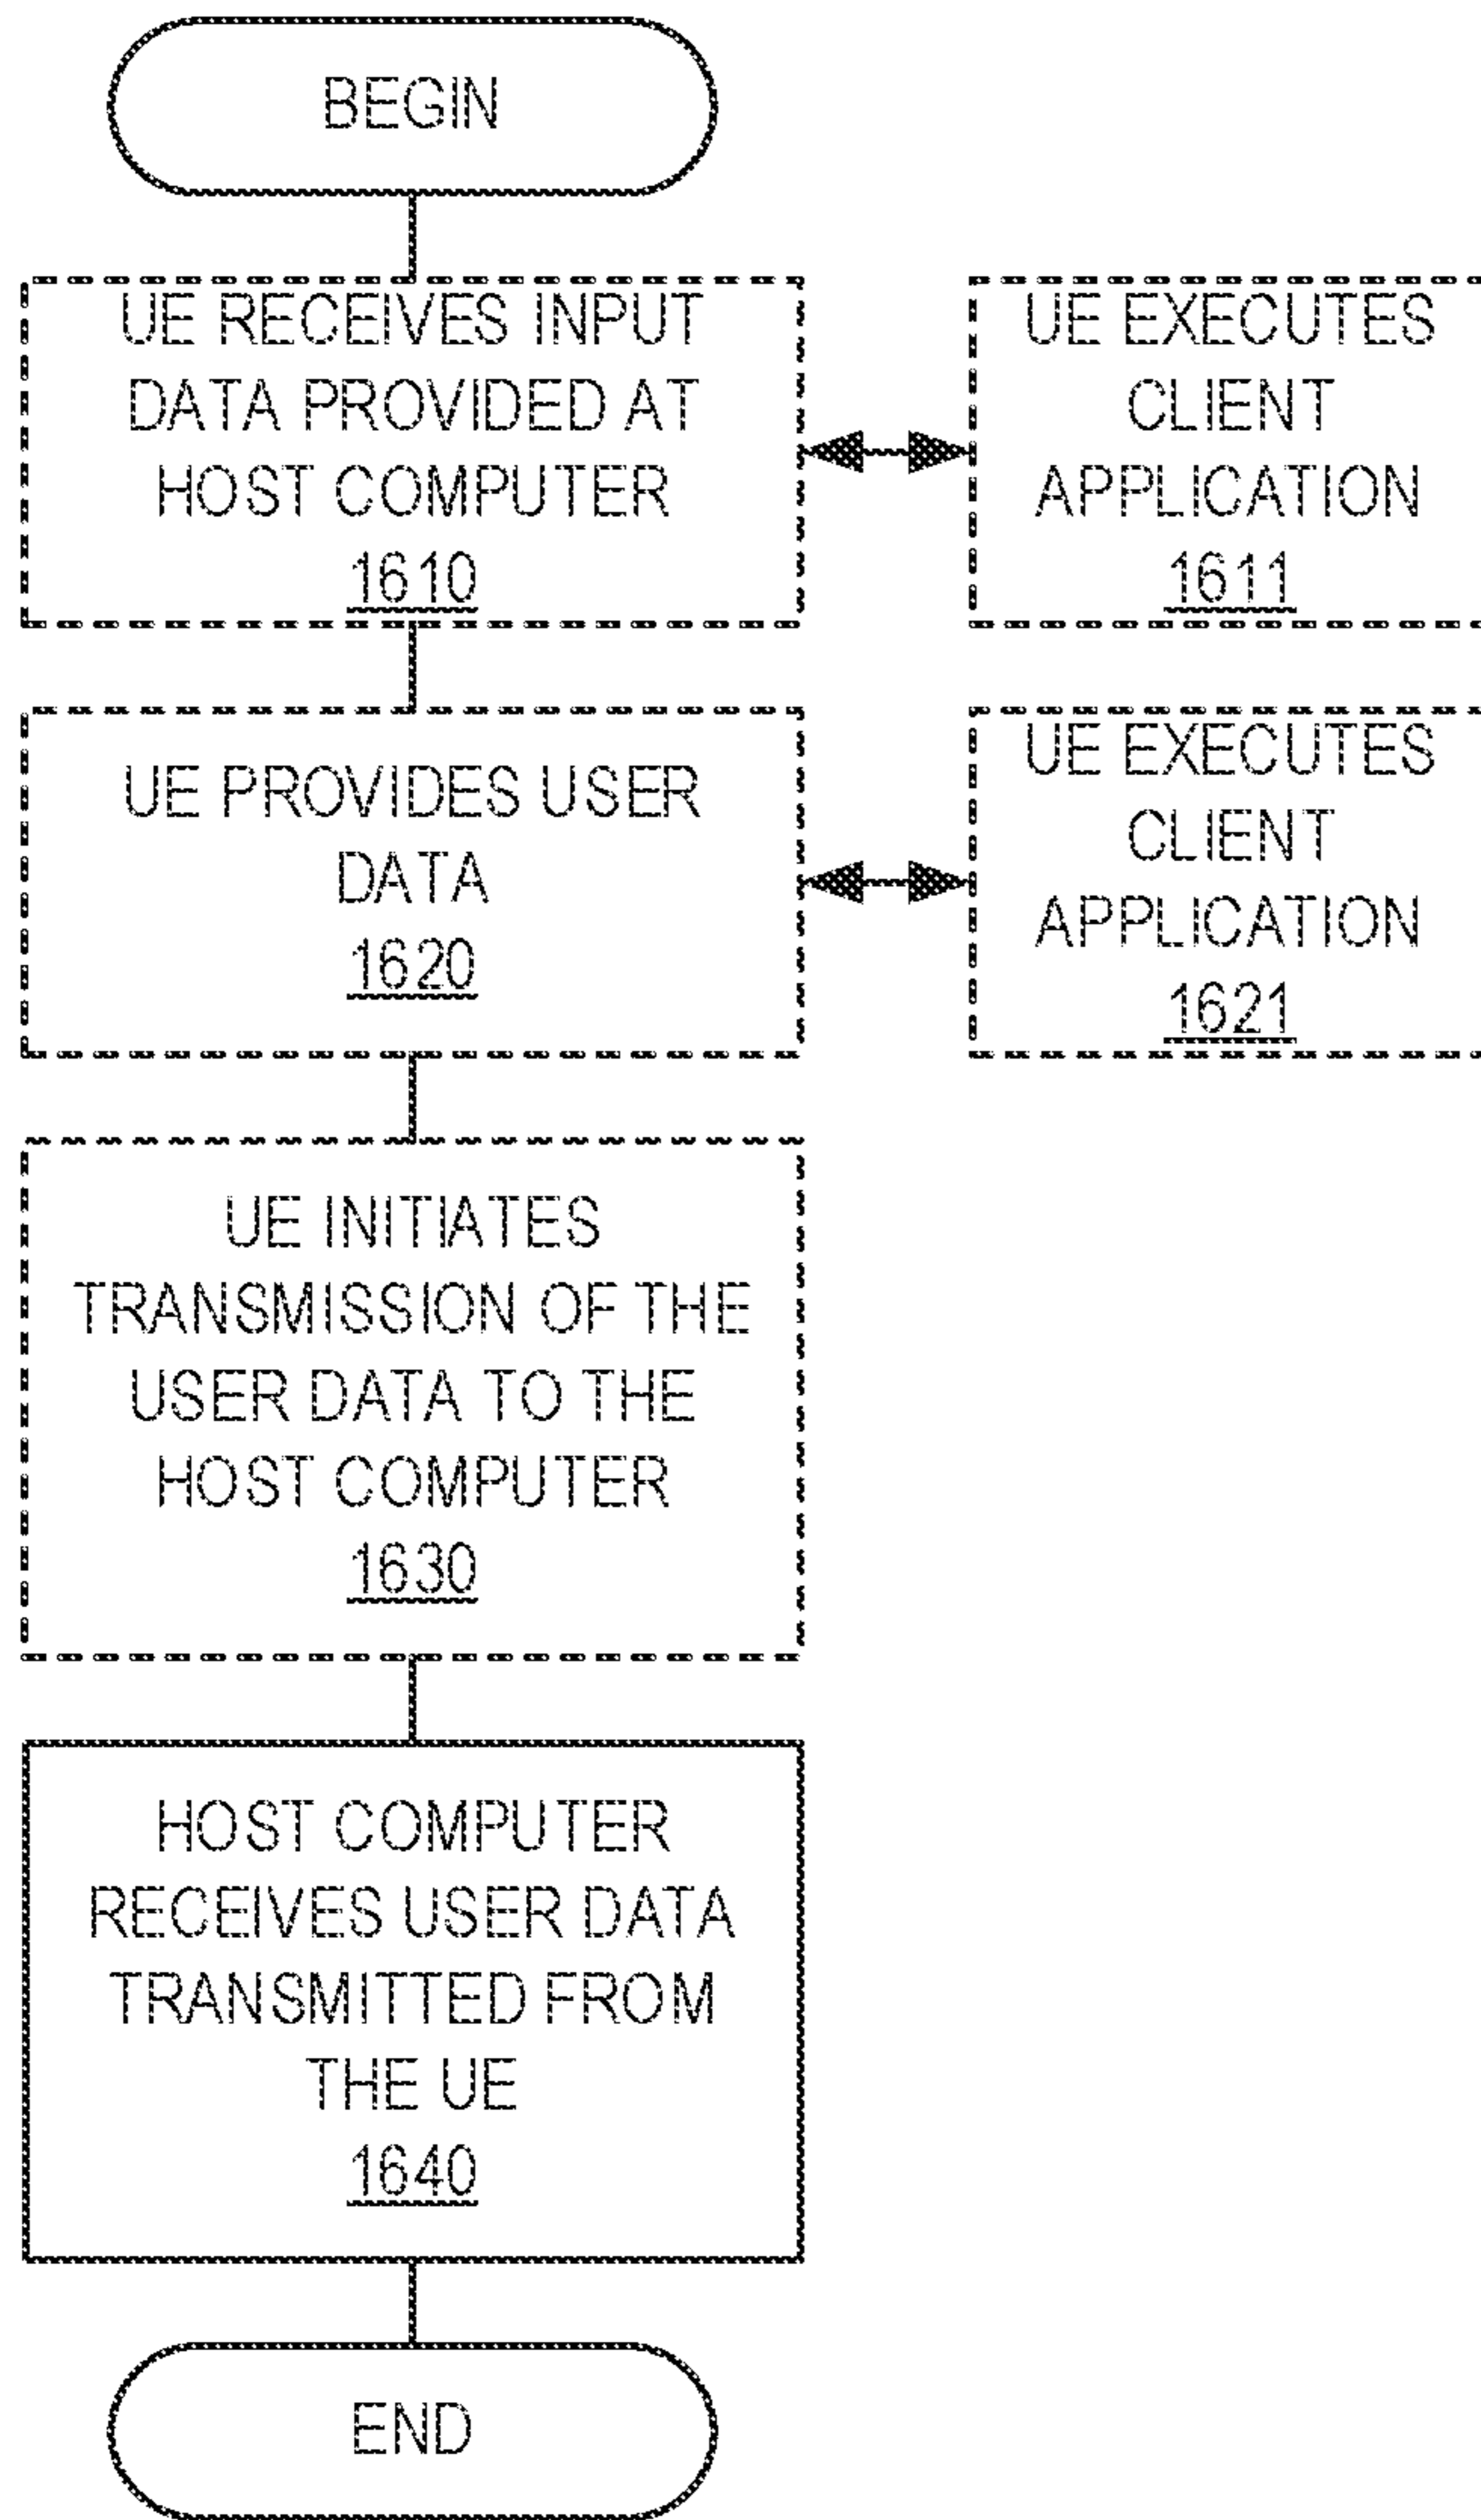 BEGIN
UE RECEIVES INPUT
DATA PROVIDED AT
HOST COMPUTER
1610
UE EXECUTES
CLIENT
APPLICATION
1611
UE PROVIDES USER
DATA
1620
UE EXECUTES
CLIENT
APPLICATION
1621
UE INITIATES
TRANSMISSION OF THE
USER DATA TO THE
HOST COMPUTER
1630
HOST COMPUTER
RECEIVES USER DATA
TRANSMITTED FROM
THE UE
1640
END